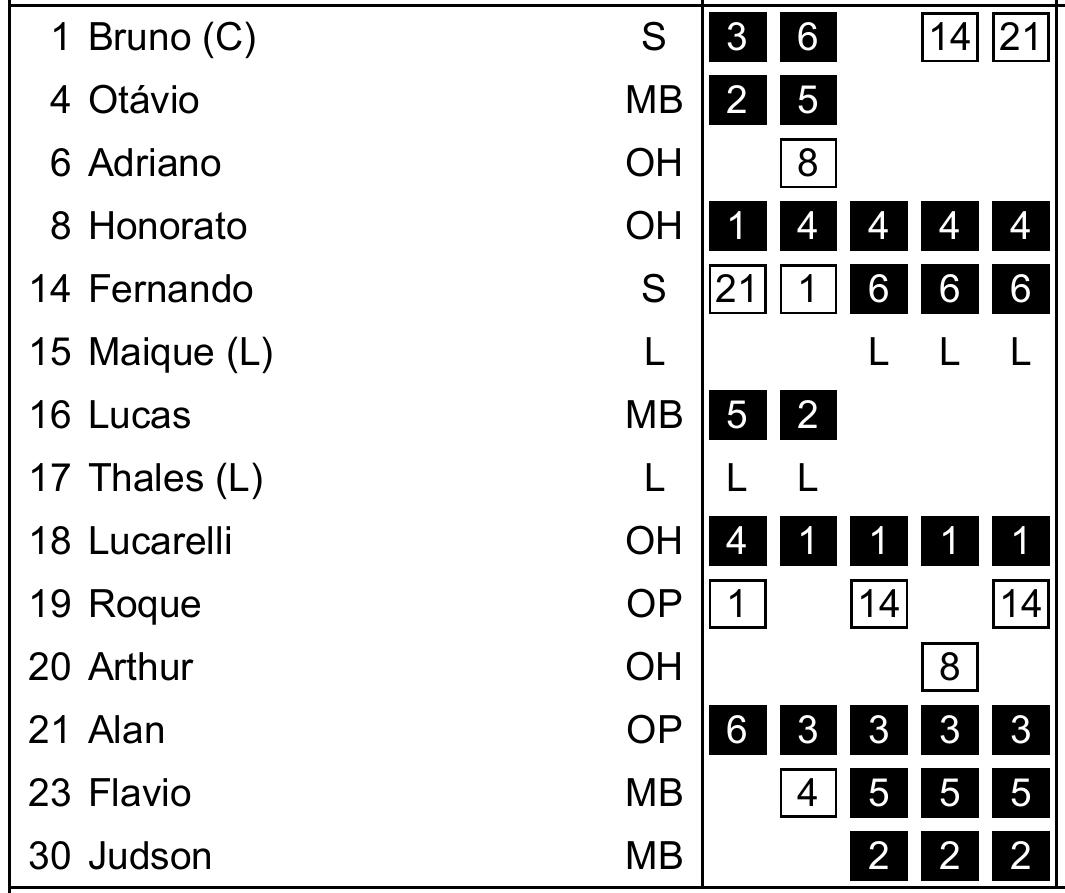 1 Bruno (C) S 3 6 14 21
4 Otávio MB 2 5
6 Adriano OH 8
8 Honorato OH 1 4 4 4 4
14 Fernando S 21 1 6 6 6
15 Maique (L) L L L L
16 Lucas MB 5 2
17 Thales (L) L L L
18 Lucarelli OH 4 1 1 1 1
19 Roque OP 1 14 14
20 Arthur OH 8
21 Alan OP 6 3 3 3 3
23 Flavio MB 4 5 5 5
30 Judson MB 2 2 2